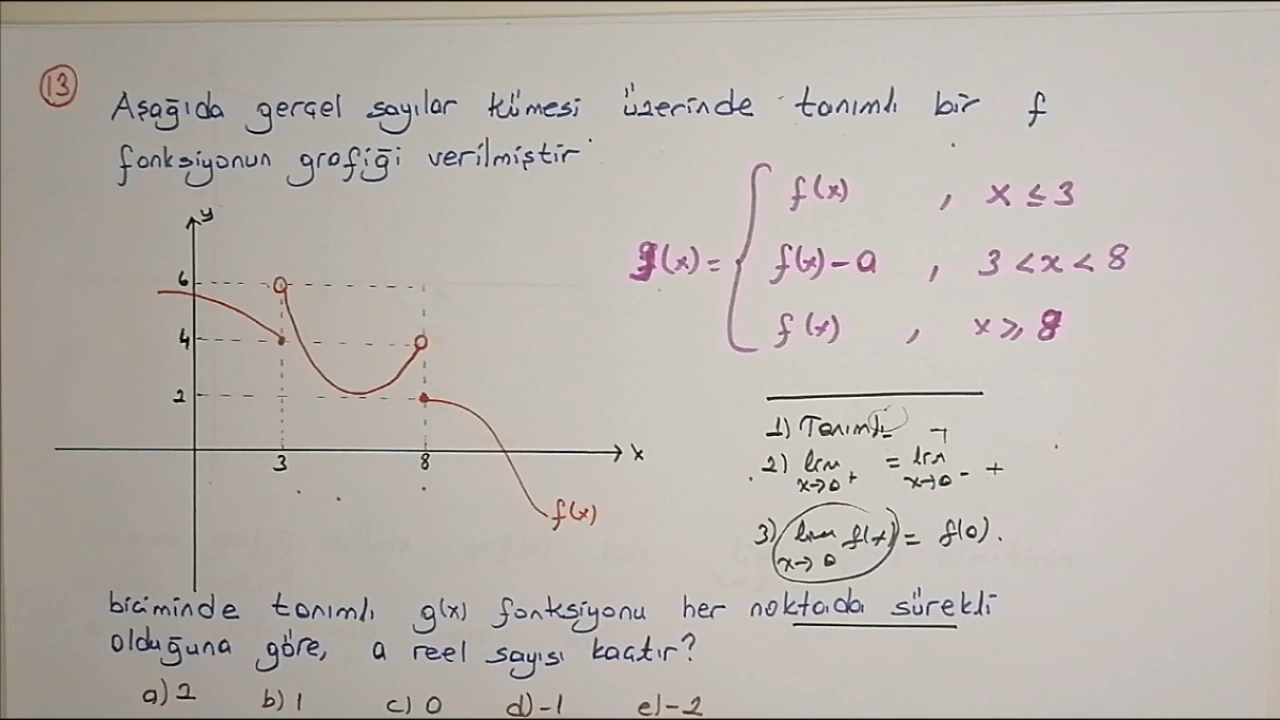 13
Aşağıda gerçel sayılar kümesi üzerinde tanımlı bir f
fonksiyonun grafiği verilmiştir
g(x) = { f(x) , x ≤ 3
f(x) - a , 3 < x < 8
f(x) , x ≥ 8
y
6
4
2
3
8
x
f(x)
1) Tanımlı
2) lim x→0⁺ = lim x→0⁻
3) lim x→0 f(x) = f(0).
biçiminde tanımlı g(x) fonksiyonu her noktada sürekli
olduğuna göre, a reel sayısı kaçtır?
a) 2 b) 1 c) 0 d) -1 e) -2